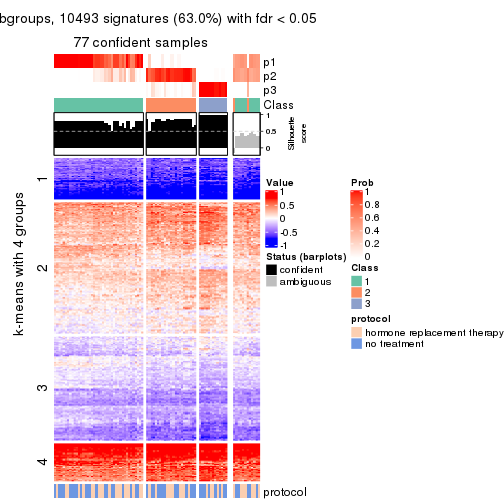 bgroups, 10493 signatures (63.0%) with fdr < 0.05
77 confident samples
p1
p2
p3
Class
1
0.5
0
Silhouette
score
k-means with 4 groups
1
2
3
4
protocol
Value
1
0.5
0
-0.5
-1
Status (barplots)
confident
ambiguous
Prob
1
0.8
0.6
0.4
0.2
0
Class
1
2
3
protocol
hormone replacement therapy
no treatment